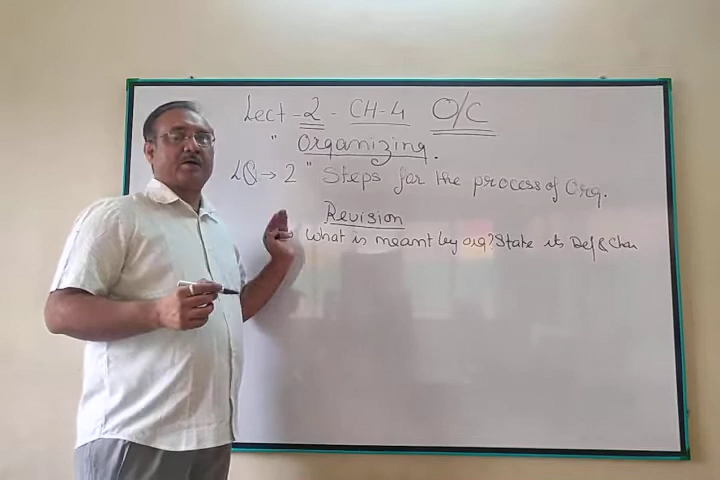 Lect - 2 - CH-4 O/C
" Organizing.
LQ → 2 " Steps for the process of Org.
Revision
What is meant by org? State its Def & Char